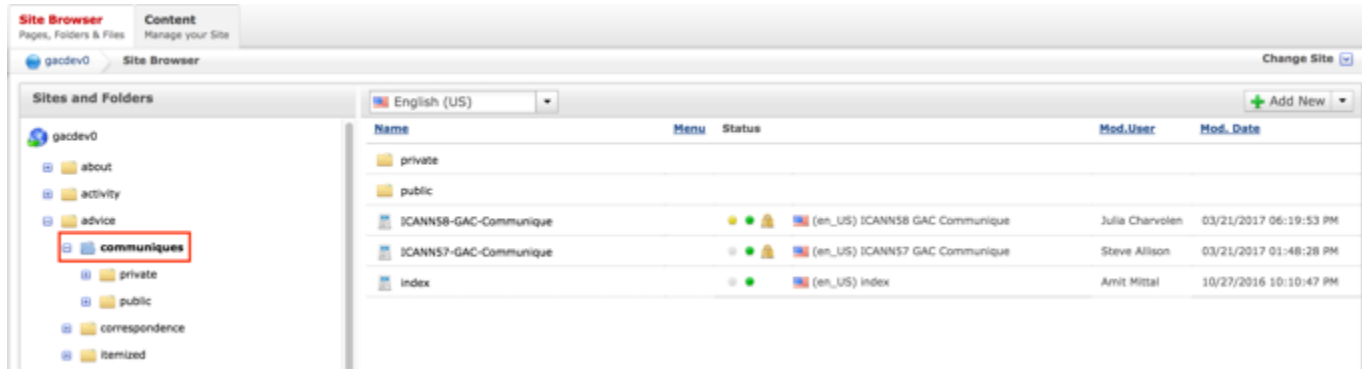 Site Browser
Pages, Folders & Files
Content
Manage your Site
gacdev0
Site Browser
Change Site
Sites and Folders
gacdev0
about
activity
advice
communiques
private
public
correspondence
itemized
English (US)
Add New
Name Menu Status Mod.User Mod. Date
private
public
ICANN58-GAC-Communique (en_US) ICANN58 GAC Communique Julia Charvolen 03/21/2017 06:19:53 PM
ICANN57-GAC-Communique (en_US) ICANN57 GAC Communique Steve Allison 03/21/2017 01:48:28 PM
index (en_US) index Amit Mittal 10/27/2016 10:10:47 PM